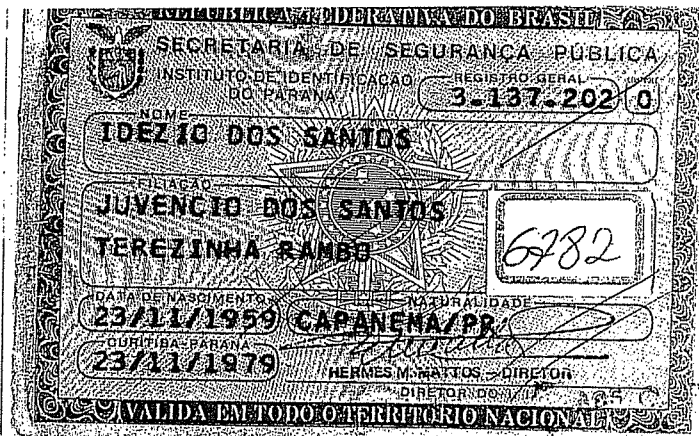 REPÚBLICA FEDERATIVA DO BRASIL
SECRETARIA DE SEGURANÇA PÚBLICA
INSTITUTO DE IDENTIFICAÇÃO
DO PARANÁ
REGISTRO GERAL
3.137.202 0
NOME
IDEZIO DOS SANTOS
FILIAÇÃO
JUVENCIO DOS SANTOS
TEREZINHA RAMBO
6782
DATA DE NASCIMENTO
23/11/1959
NATURALIDADE
CAPANEMA/PR
CURITIBA-PARANÁ
23/11/1979
HERMES M. MATTOS - DIRETOR
DIRETOR DO I.I.
VÁLIDA EM TODO O TERRITÓRIO NACIONAL